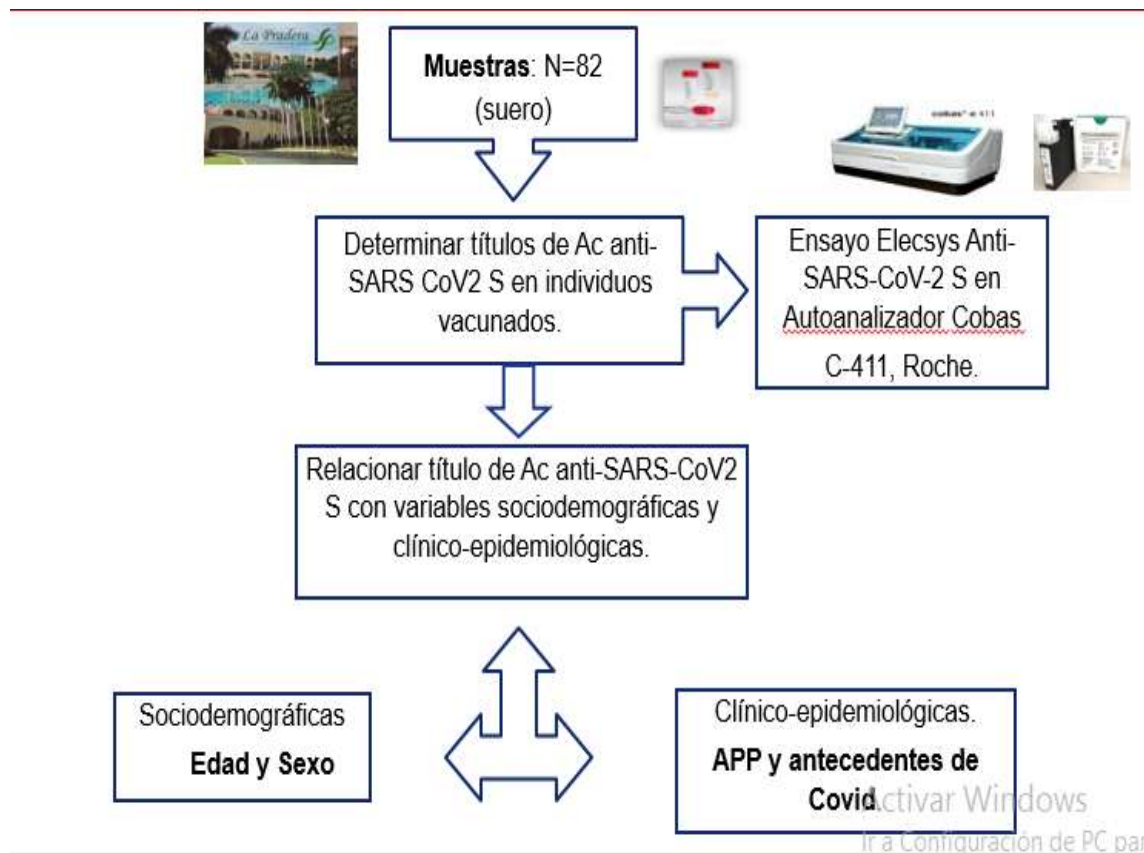 La Pradera
Muestras: N=82
(suero)
cobas e 411
Determinar títulos de Ac anti-
SARS CoV2 S en individuos
vacunados.
Ensayo Elecsys Anti-
SARS-CoV-2 S en
Autoanalizador Cobas
C-411, Roche.
Relacionar título de Ac anti-SARS-CoV2
S con variables sociodemográficas y
clínico-epidemiológicas.
Sociodemográficas
Edad y Sexo
Clínico-epidemiológicas.
APP y antecedentes de
Covid
Activar Windows
Ir a Configuración de PC par